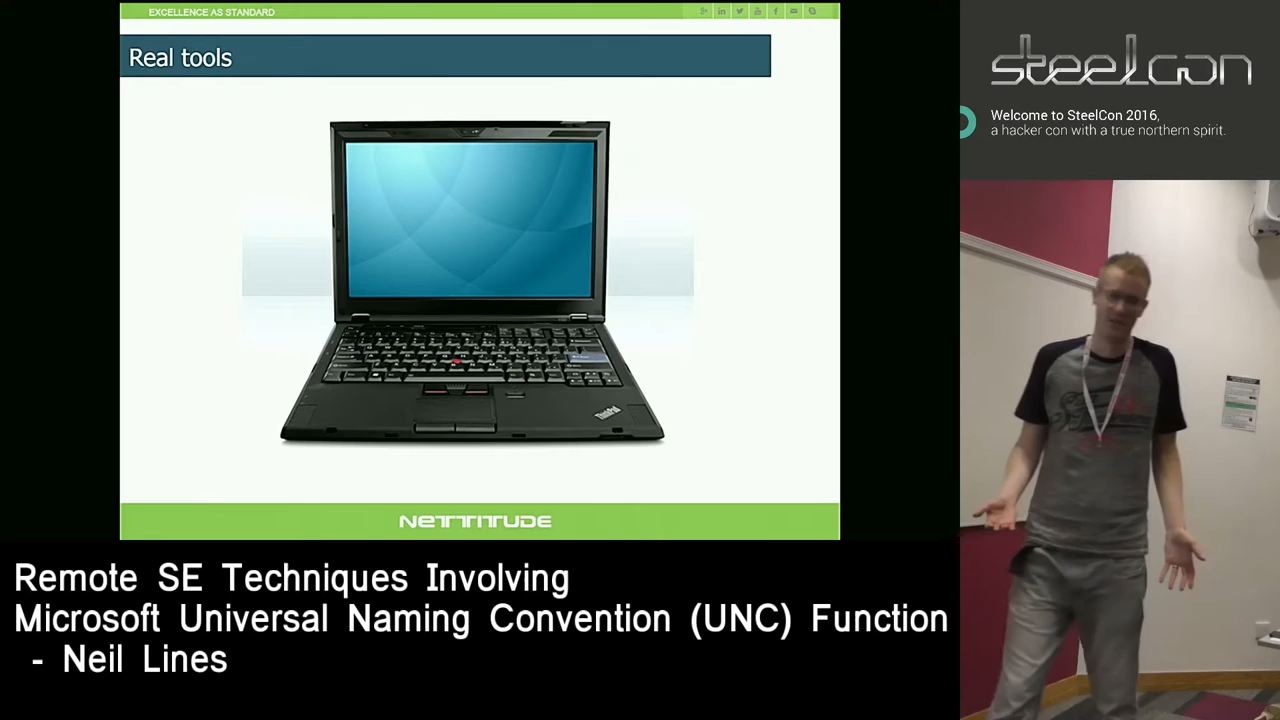 EXCELLENCE AS STANDARD
Real tools
ThinkPad
NETTITUDE
steelcon
Welcome to SteelCon 2016,
a hacker con with a true northern spirit.
Remote SE Techniques Involving
Microsoft Universal Naming Convention (UNC) Function
- Neil Lines